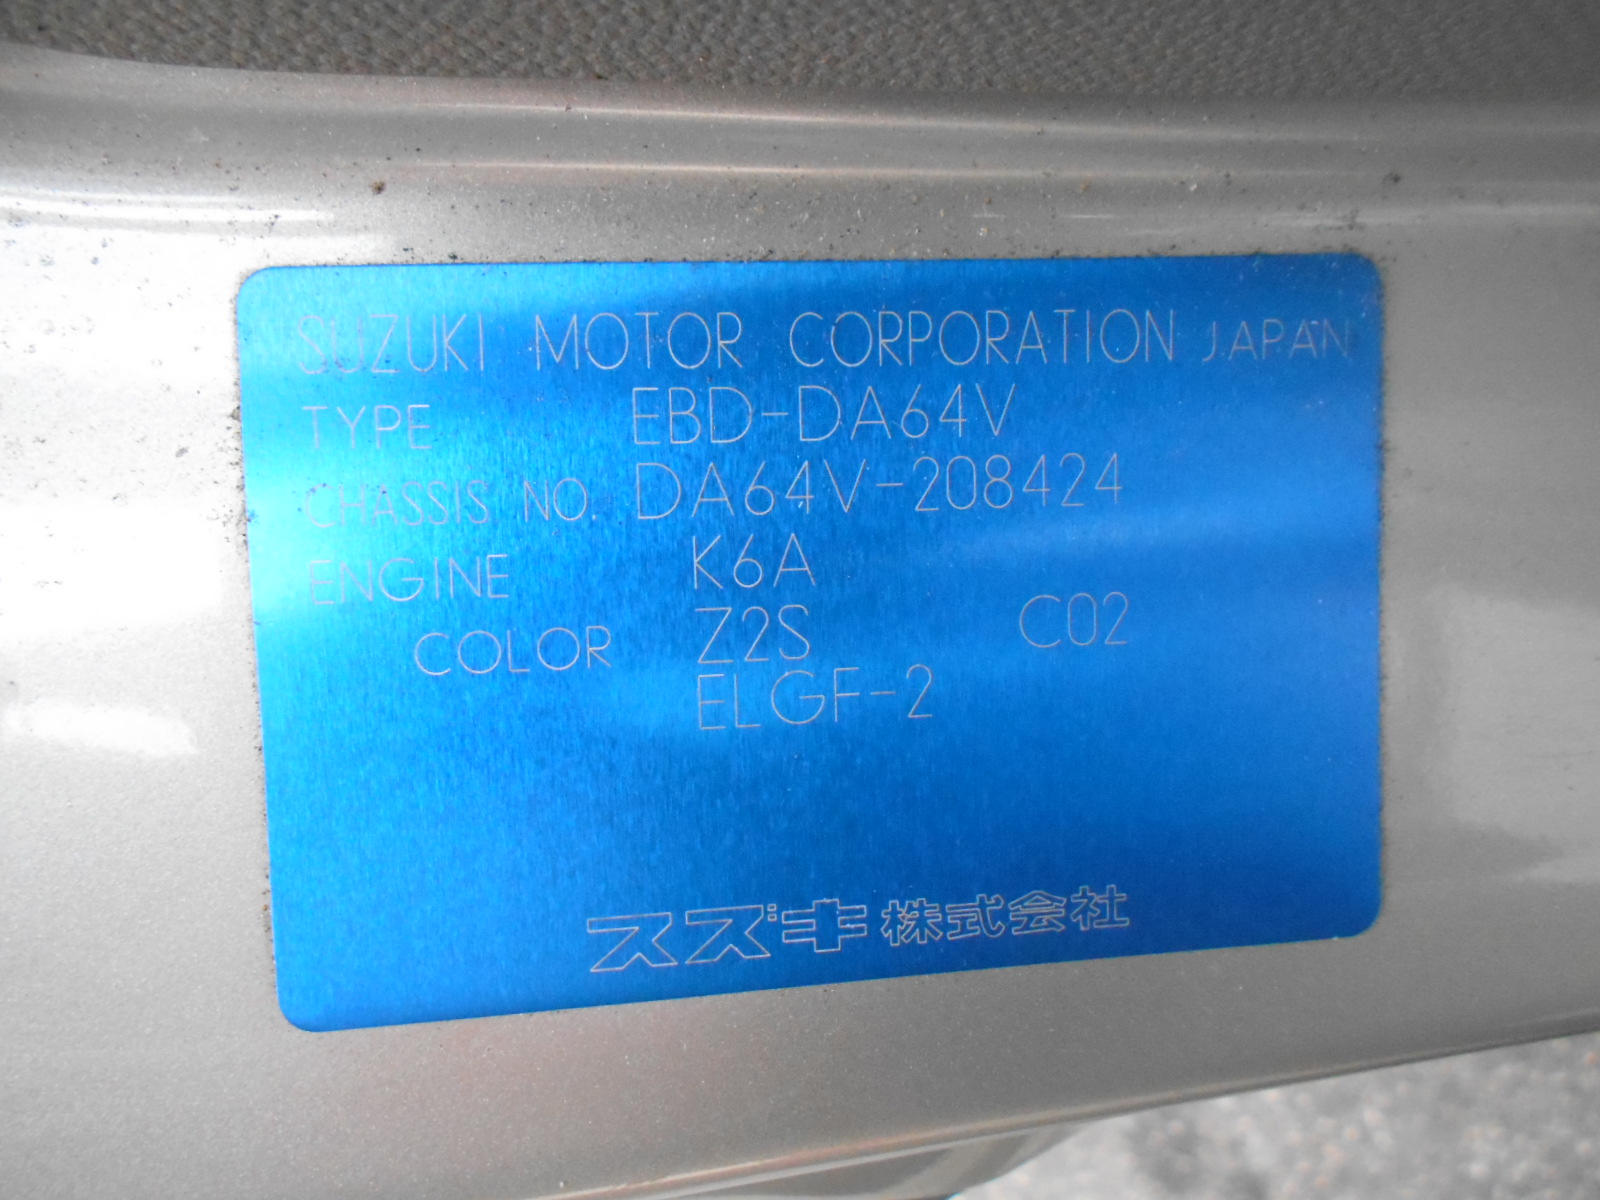 SUZUKI MOTOR CORPORATION JAPAN
TYPE EBD-DA64V
CHASSIS NO. DA64V-208424
ENGINE K6A
COLOR Z2S C02
ELGF-2
スズキ株式会社